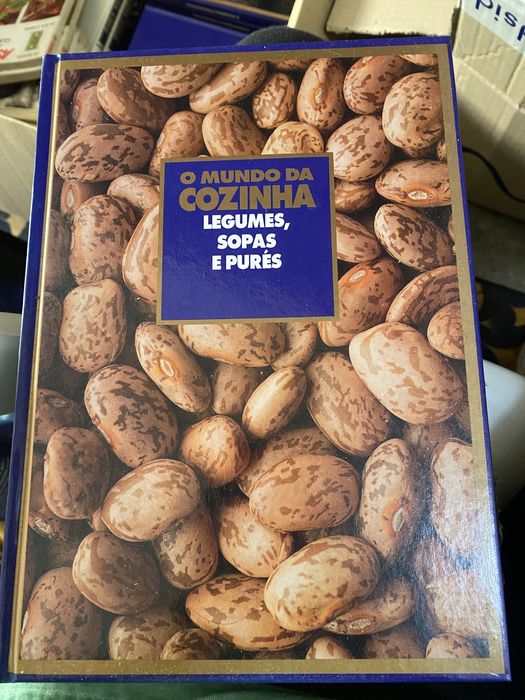 O MUNDO DA
COZINHA
LEGUMES,
SOPAS
E PURÉS